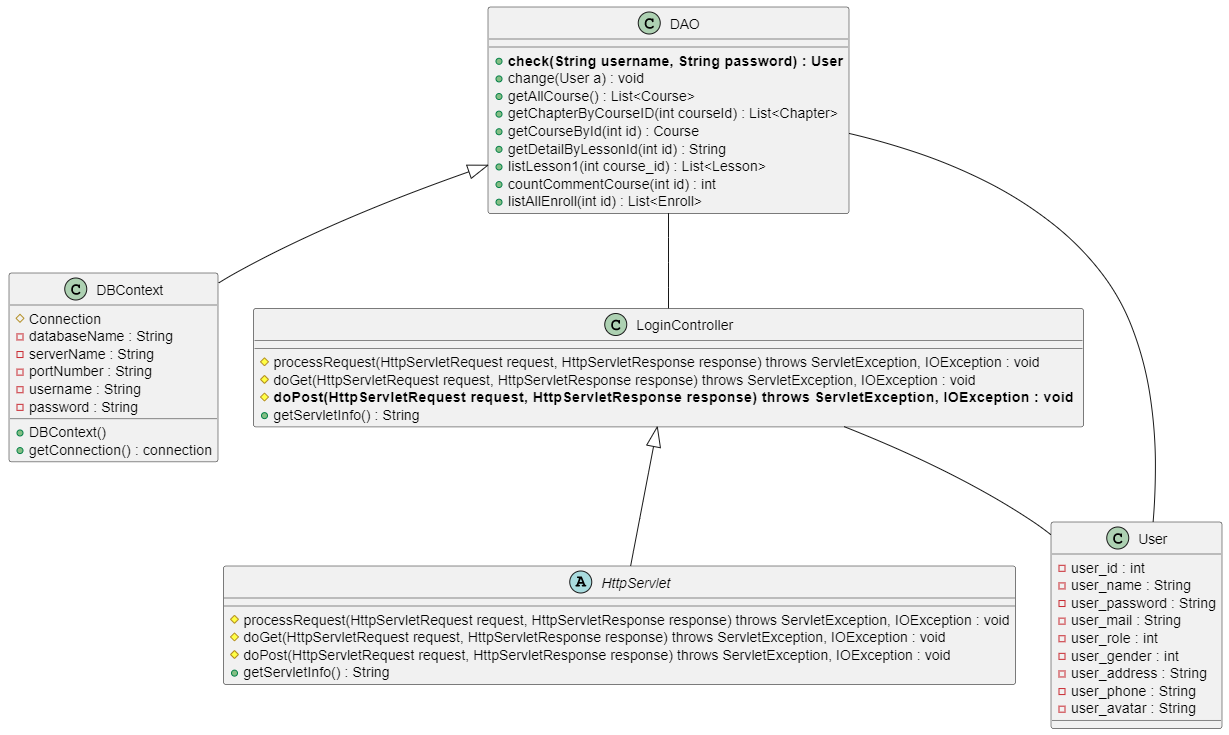 C DAO
check(String username, String password) : User
change(User a) : void
getAllCourse() : List<Course>
getChapterByCourseID(int courseId) : List<Chapter>
getCourseById(int id) : Course
getDetailByLessonId(int id) : String
listLesson1(int course_id) : List<Lesson>
countCommentCourse(int id) : int
listAllEnroll(int id) : List<Enroll>
C DBContext
Connection
databaseName : String
serverName : String
portNumber : String
username : String
password : String
DBContext()
getConnection() : connection
C LoginController
processRequest(HttpServletRequest request, HttpServletResponse response) throws ServletException, IOException : void
doGet(HttpServletRequest request, HttpServletResponse response) throws ServletException, IOException : void
doPost(HttpServletRequest request, HttpServletResponse response) throws ServletException, IOException : void
getServletInfo() : String
A HttpServlet
processRequest(HttpServletRequest request, HttpServletResponse response) throws ServletException, IOException : void
doGet(HttpServletRequest request, HttpServletResponse response) throws ServletException, IOException : void
doPost(HttpServletRequest request, HttpServletResponse response) throws ServletException, IOException : void
getServletInfo() : String
C User
user_id : int
user_name : String
user_password : String
user_mail : String
user_role : int
user_gender : int
user_address : String
user_phone : String
user_avatar : String